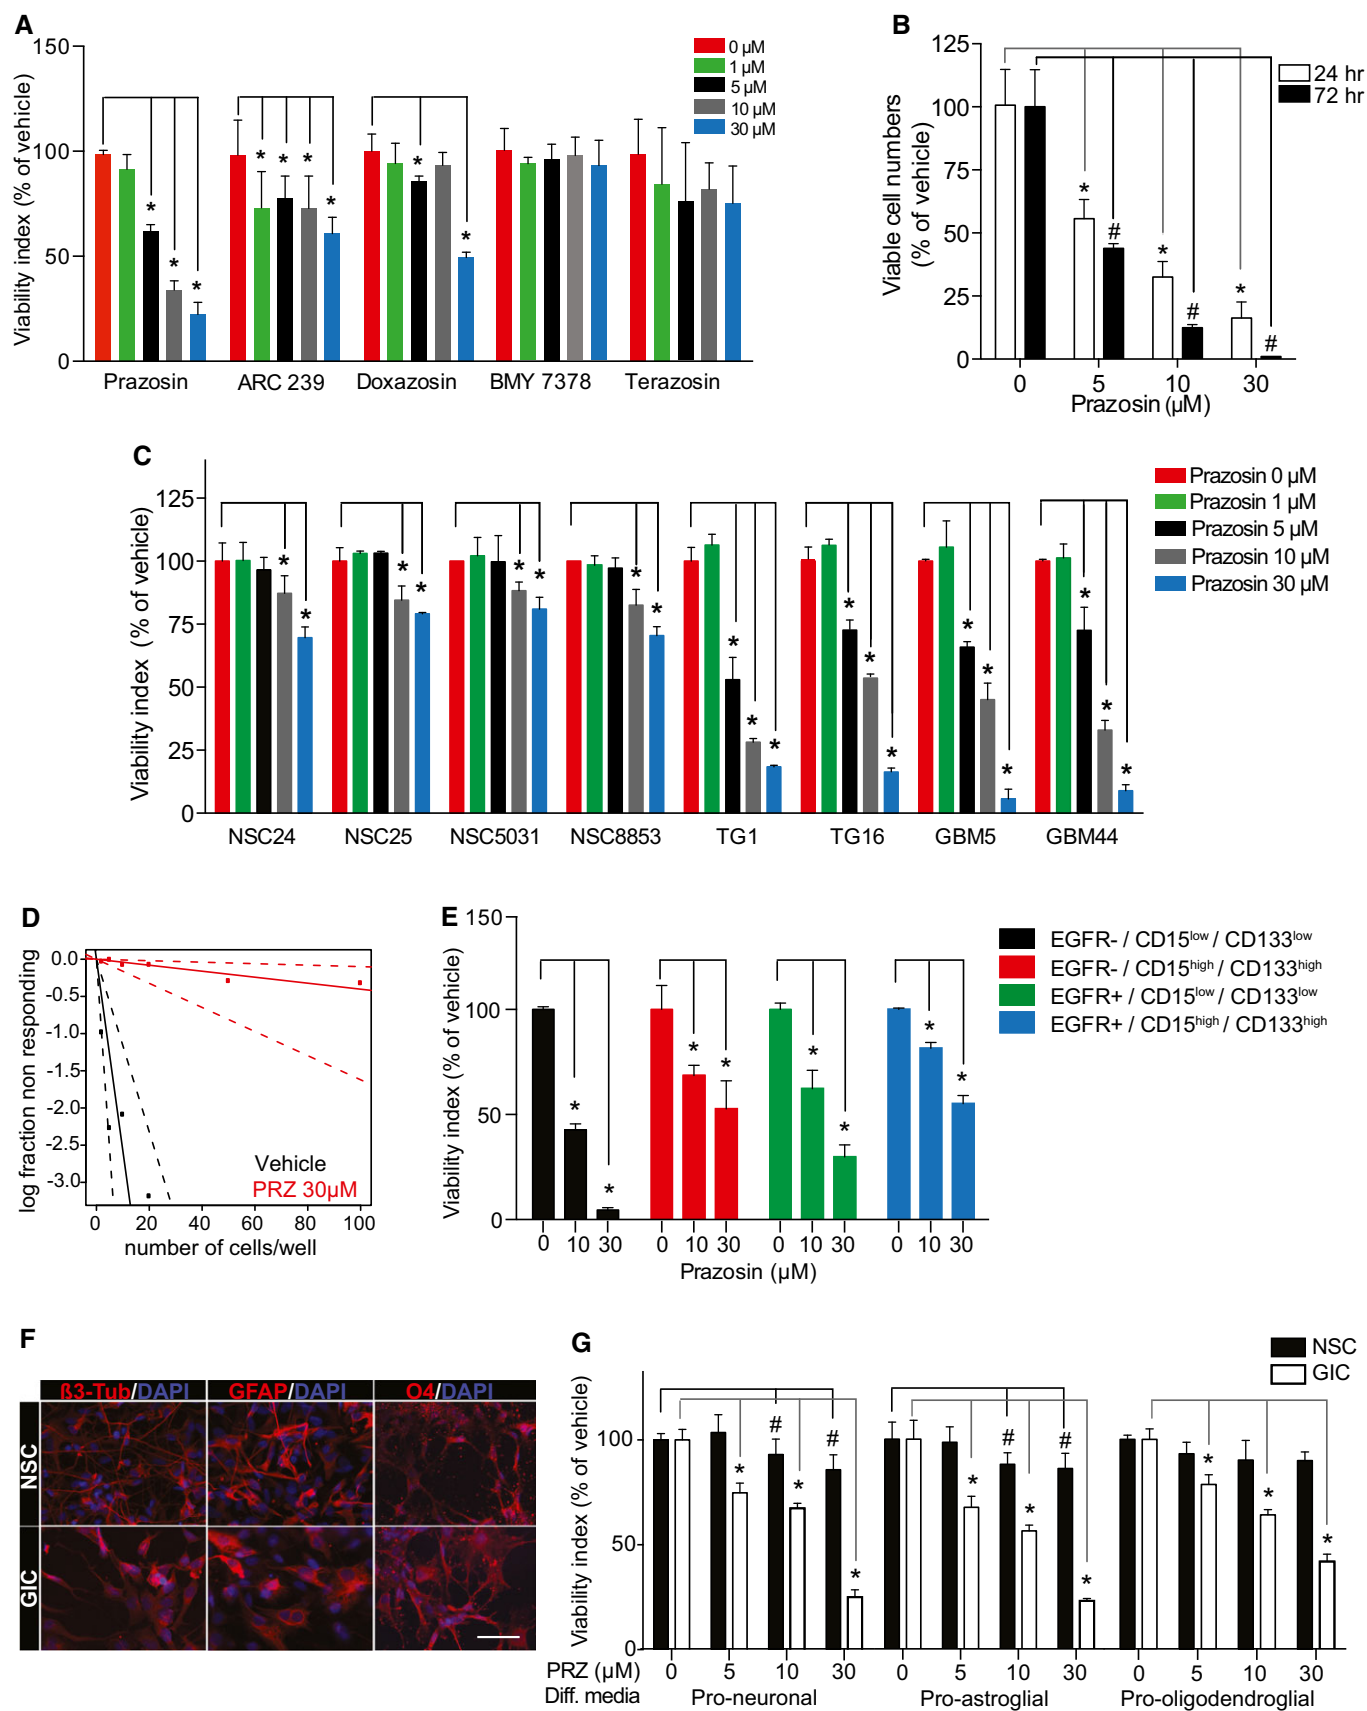 A
Viability index (% of vehicle)
150
100
50
0
0 µM
1 µM
5 µM
10 µM
30 µM
* * *
* * * *
* *
Prazosin ARC 239 Doxazosin BMY 7378 Terazosin
B
Viable cell numbers
(% of vehicle)
125
100
75
50
25
0
24 hr
72 hr
* # * # * #
0 5 10 30
Prazosin (µM)
C
Viability index (% of vehicle)
125
100
75
50
25
0
Prazosin 0 µM
Prazosin 1 µM
Prazosin 5 µM
Prazosin 10 µM
Prazosin 30 µM
* * * * * * * *
* * * * * * * * * * * *
NSC24 NSC25 NSC5031 NSC8853 TG1 TG16 GBM5 GBM44
D
log fraction non responding
0.0
-0.5
-1.0
-1.5
-2.0
-2.5
-3.0
Vehicle
PRZ 30µM
0 20 40 60 80 100
number of cells/well
E
Viability index (% of vehicle)
150
100
50
0
EGFR- / CD15low / CD133low
EGFR- / CD15high / CD133high
EGFR+ / CD15low / CD133low
EGFR+ / CD15high / CD133high
* * * * * * * *
0 10 30 0 10 30 0 10 30 0 10 30
Prazosin (µM)
F
ß3-Tub/DAPI GFAP/DAPI O4/DAPI
NSC
GIC
G
NSC
GIC
Viability index (% of vehicle)
100
50
0
* # * # *
* # * # *
* * *
PRZ (µM) 0 5 10 30 0 5 10 30 0 5 10 30
Diff. media Pro-neuronal Pro-astroglial Pro-oligodendroglial